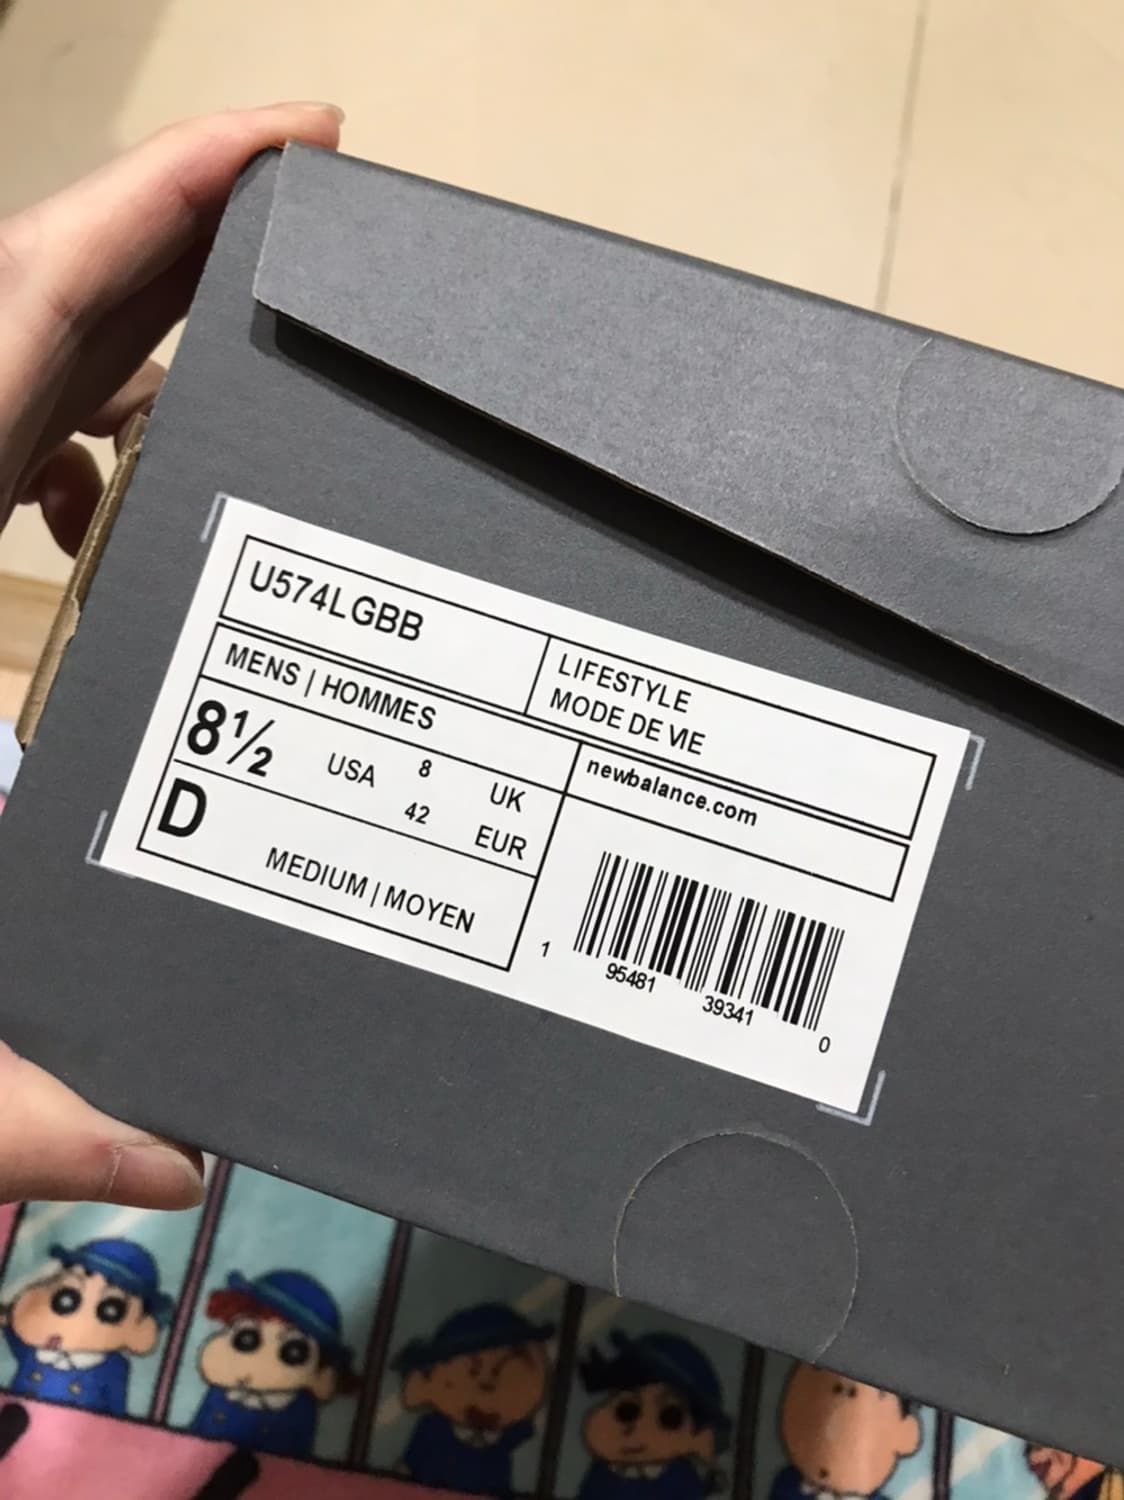 U574LGBB
LIFESTYLE
MODE DE VIE
MENS | HOMMES
newbalance.com
8½ USA 8 UK
42 EUR
D
MEDIUM | MOYEN
1 95481 39341 0